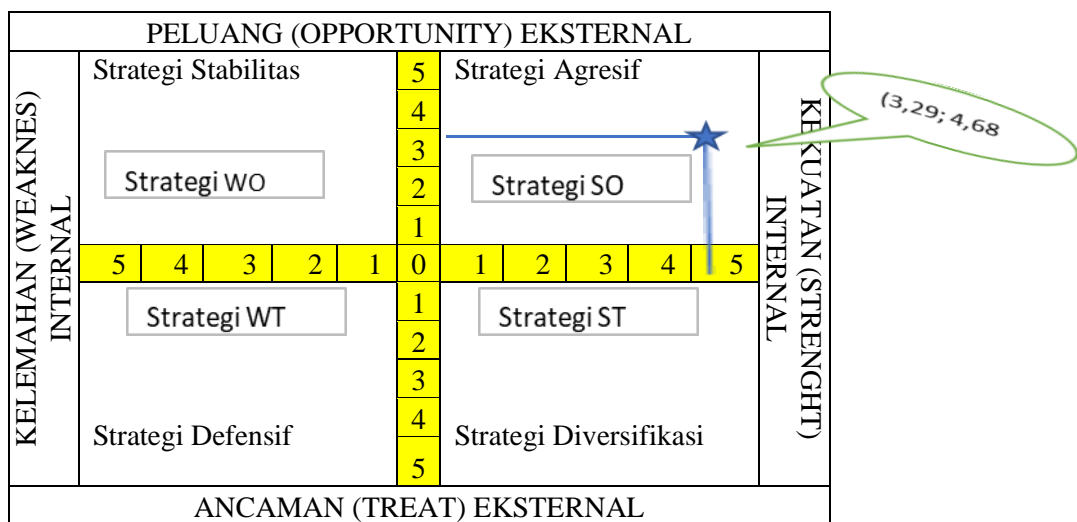 PELUANG (OPPORTUNITY) EKSTERNAL
KELEMAHAN (WEAKNES)
INTERNAL
Strategi Stabilitas
5
Strategi Agresif
4
3
2
1
Strategi WO
Strategi SO
KEKUATAN (STRENGHT)
INTERNAL
(3,29; 4,68
5 4 3 2 1 0 1 2 3 4 5
Strategi WT
1
Strategi ST
2
3
4
5
Strategi Defensif
Strategi Diversifikasi
ANCAMAN (TREAT) EKSTERNAL